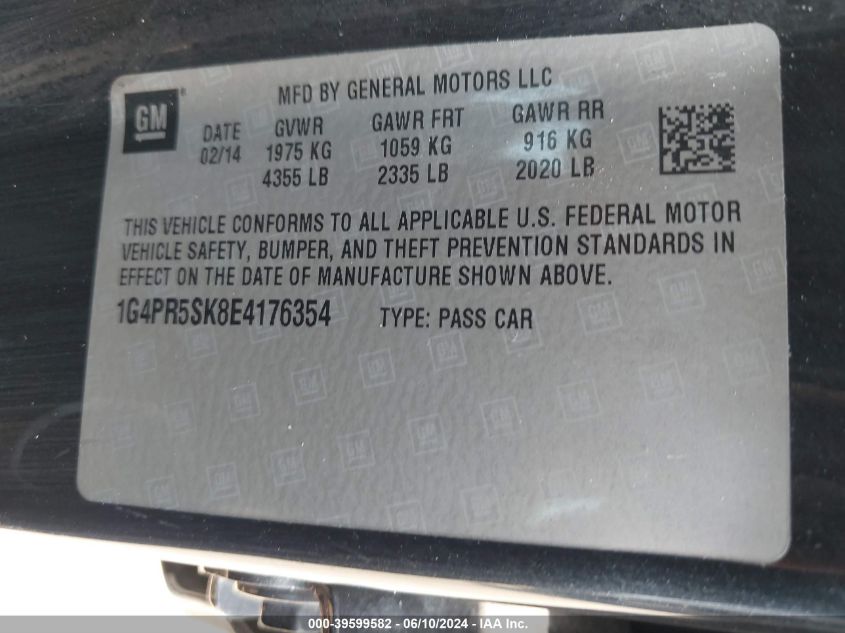 MFD BY GENERAL MOTORS LLC
GM
DATE GVWR GAWR FRT GAWR RR
02/14 1975 KG 1059 KG 916 KG
4355 LB 2335 LB 2020 LB
THIS VEHICLE CONFORMS TO ALL APPLICABLE U.S. FEDERAL MOTOR
VEHICLE SAFETY, BUMPER, AND THEFT PREVENTION STANDARDS IN
EFFECT ON THE DATE OF MANUFACTURE SHOWN ABOVE.
1G4PR5SK8E4176354 TYPE: PASS CAR
000-39599582 - 06/10/2024 - IAA Inc.